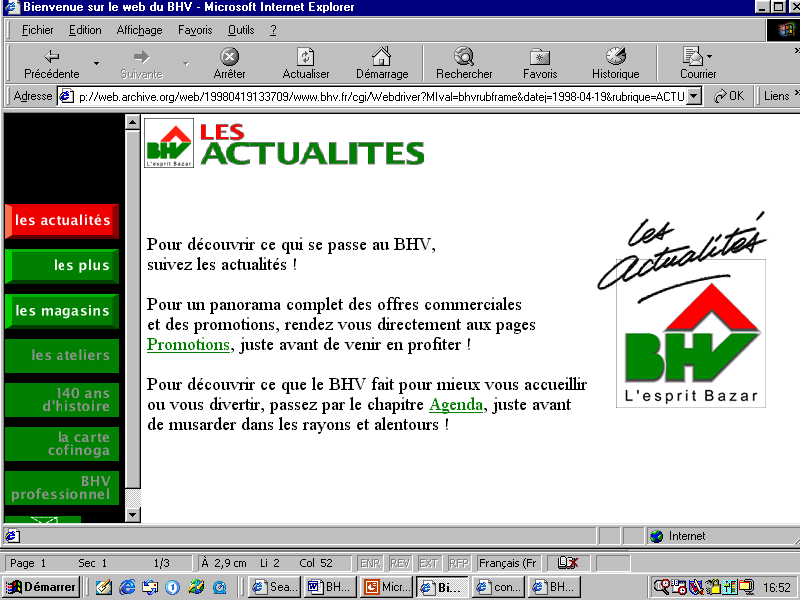 Bienvenue sur le web du BHV - Microsoft Internet Explorer
Fichier Edition Affichage Favoris Outils ?
Précédente Suivante Arrêter Actualiser Démarrage Rechercher Favoris Historique Courrier
Adresse p://web.archive.org/web/19980419133709/www.bhv.fr/cgi/Webdriver?MIval=bhvrubframe&datej=1998-04-19&rubrique=ACTU OK Liens
BHV
L'esprit Bazar
LES
ACTUALITES
les actualités
les plus
les magasins
les ateliers
140 ans
d'histoire
la carte
cofinoga
BHV
professionnel
Pour découvrir ce qui se passe au BHV,
suivez les actualités !
Pour un panorama complet des offres commerciales
et des promotions, rendez vous directement aux pages
Promotions, juste avant de venir en profiter !
Pour découvrir ce que le BHV fait pour mieux vous accueillir
ou vous divertir, passez par le chapitre Agenda, juste avant
de musarder dans les rayons et alentours !
les
Actualités
BHV
L'esprit Bazar
Internet
Page 1 Sec 1 1/3 À 2,9 cm Li 2 Col 52 ENR REV EXT RFP Français (Fr
Démarrer Sea... BH... Micr... Bi... con... BH... 16:52